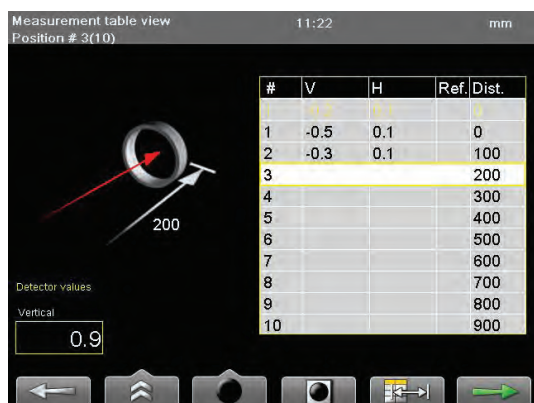 Measurement table view 11:22 mm
Position # 3(10)
# V H Ref. Dist.
1 -0.5 0.1 0
2 -0.3 0.1 100
3 200
4 300
5 400
6 500
7 600
8 700
9 800
10 900
200
Detector values
Vertical
0.9